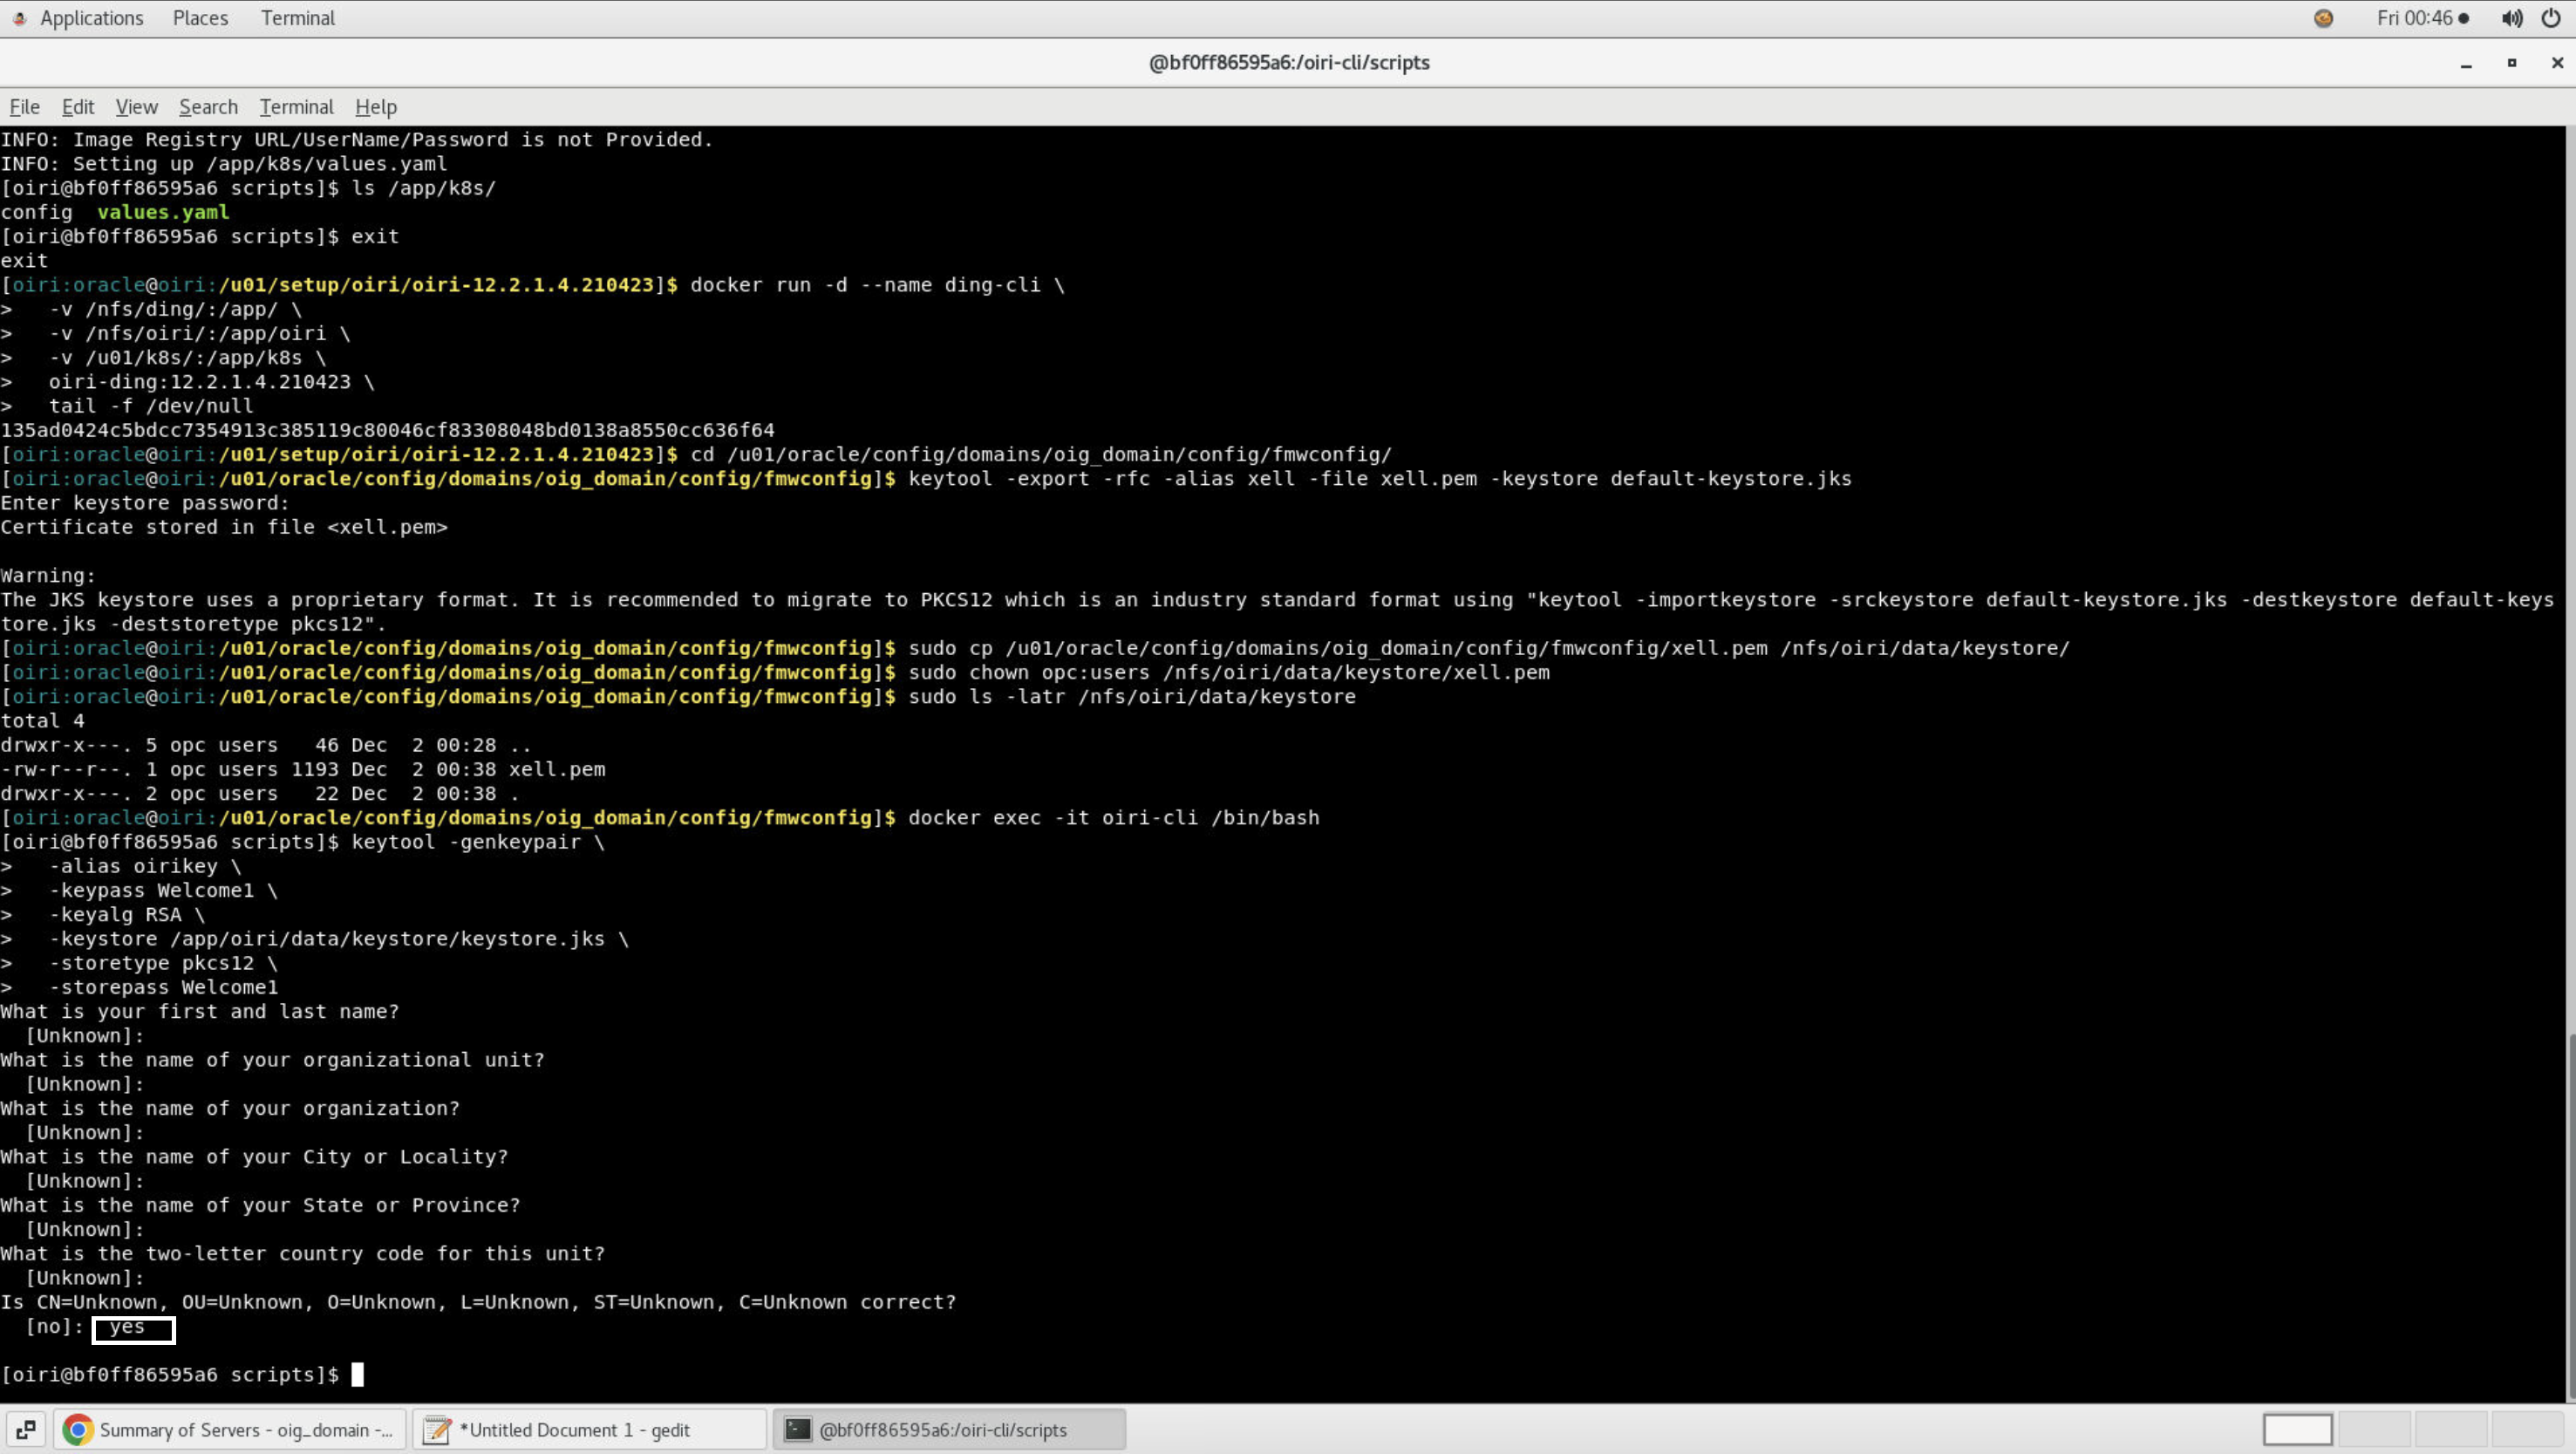 Applications Places Terminal Fri 00:46
@bf0ff86595a6:/oiri-cli/scripts
File Edit View Search Terminal Help
INFO: Image Registry URL/UserName/Password is not Provided.
INFO: Setting up /app/k8s/values.yaml
[oiri@bf0ff86595a6 scripts]$ ls /app/k8s/
config  values.yaml
[oiri@bf0ff86595a6 scripts]$ exit
exit
[oiri:oracle@oiri:/u01/setup/oiri/oiri-12.2.1.4.210423]$ docker run -d --name ding-cli \
>   -v /nfs/ding/:/app/ \
>   -v /nfs/oiri/:/app/oiri \
>   -v /u01/k8s/:/app/k8s \
>   oiri-ding:12.2.1.4.210423 \
>   tail -f /dev/null
135ad0424c5bdcc7354913c385119c80046cf83308048bd0138a8550cc636f64
[oiri:oracle@oiri:/u01/setup/oiri/oiri-12.2.1.4.210423]$ cd /u01/oracle/config/domains/oig_domain/config/fmwconfig/
[oiri:oracle@oiri:/u01/oracle/config/domains/oig_domain/config/fmwconfig]$ keytool -export -rfc -alias xell -file xell.pem -keystore default-keystore.jks
Enter keystore password:
Certificate stored in file <xell.pem>
Warning:
The JKS keystore uses a proprietary format. It is recommended to migrate to PKCS12 which is an industry standard format using "keytool -importkeystore -srckeystore default-keystore.jks -destkeystore default-keys
tore.jks -deststoretype pkcs12".
[oiri:oracle@oiri:/u01/oracle/config/domains/oig_domain/config/fmwconfig]$ sudo cp /u01/oracle/config/domains/oig_domain/config/fmwconfig/xell.pem /nfs/oiri/data/keystore/
[oiri:oracle@oiri:/u01/oracle/config/domains/oig_domain/config/fmwconfig]$ sudo chown opc:users /nfs/oiri/data/keystore/xell.pem
[oiri:oracle@oiri:/u01/oracle/config/domains/oig_domain/config/fmwconfig]$ sudo ls -latr /nfs/oiri/data/keystore
total 4
drwxr-x---. 5 opc users   46 Dec  2 00:28 ..
-rw-r--r--. 1 opc users 1193 Dec  2 00:38 xell.pem
drwxr-x---. 2 opc users   22 Dec  2 00:38 .
[oiri:oracle@oiri:/u01/oracle/config/domains/oig_domain/config/fmwconfig]$ docker exec -it oiri-cli /bin/bash
[oiri@bf0ff86595a6 scripts]$ keytool -genkeypair \
>   -alias oirikey \
>   -keypass Welcome1 \
>   -keyalg RSA \
>   -keystore /app/oiri/data/keystore/keystore.jks \
>   -storetype pkcs12 \
>   -storepass Welcome1
What is your first and last name?
  [Unknown]:
What is the name of your organizational unit?
  [Unknown]:
What is the name of your organization?
  [Unknown]:
What is the name of your City or Locality?
  [Unknown]:
What is the name of your State or Province?
  [Unknown]:
What is the two-letter country code for this unit?
  [Unknown]:
Is CN=Unknown, OU=Unknown, O=Unknown, L=Unknown, ST=Unknown, C=Unknown correct?
  [no]:  yes
[oiri@bf0ff86595a6 scripts]$
Summary of Servers - oig_domain -... *Untitled Document 1 - gedit @bf0ff86595a6:/oiri-cli/scripts